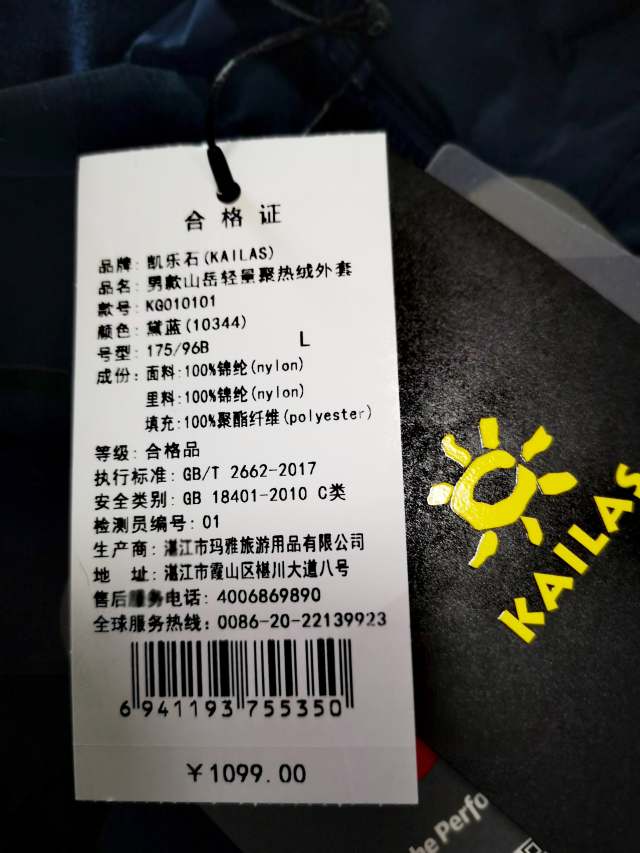 合格证
品牌: 凯乐石(KAILAS)
品名: 男款山岳轻量聚热绒外套
款号: KG010101
颜色: 黛蓝(10344)
号型: 175/96B L
成份: 面料:100%锦纶(nylon)
里料:100%锦纶(nylon)
填充:100%聚酯纤维(polyester)
等级: 合格品
执行标准: GB/T 2662-2017
安全类别: GB 18401-2010 C类
检测员编号: 01
生产商: 湛江市玛雅旅游用品有限公司
地 址: 湛江市霞山区椹川大道八号
售后服务电话: 4006869890
全球服务热线: 0086-20-22139923
6 941193 755350
￥1099.00
KAILAS
he Perfo